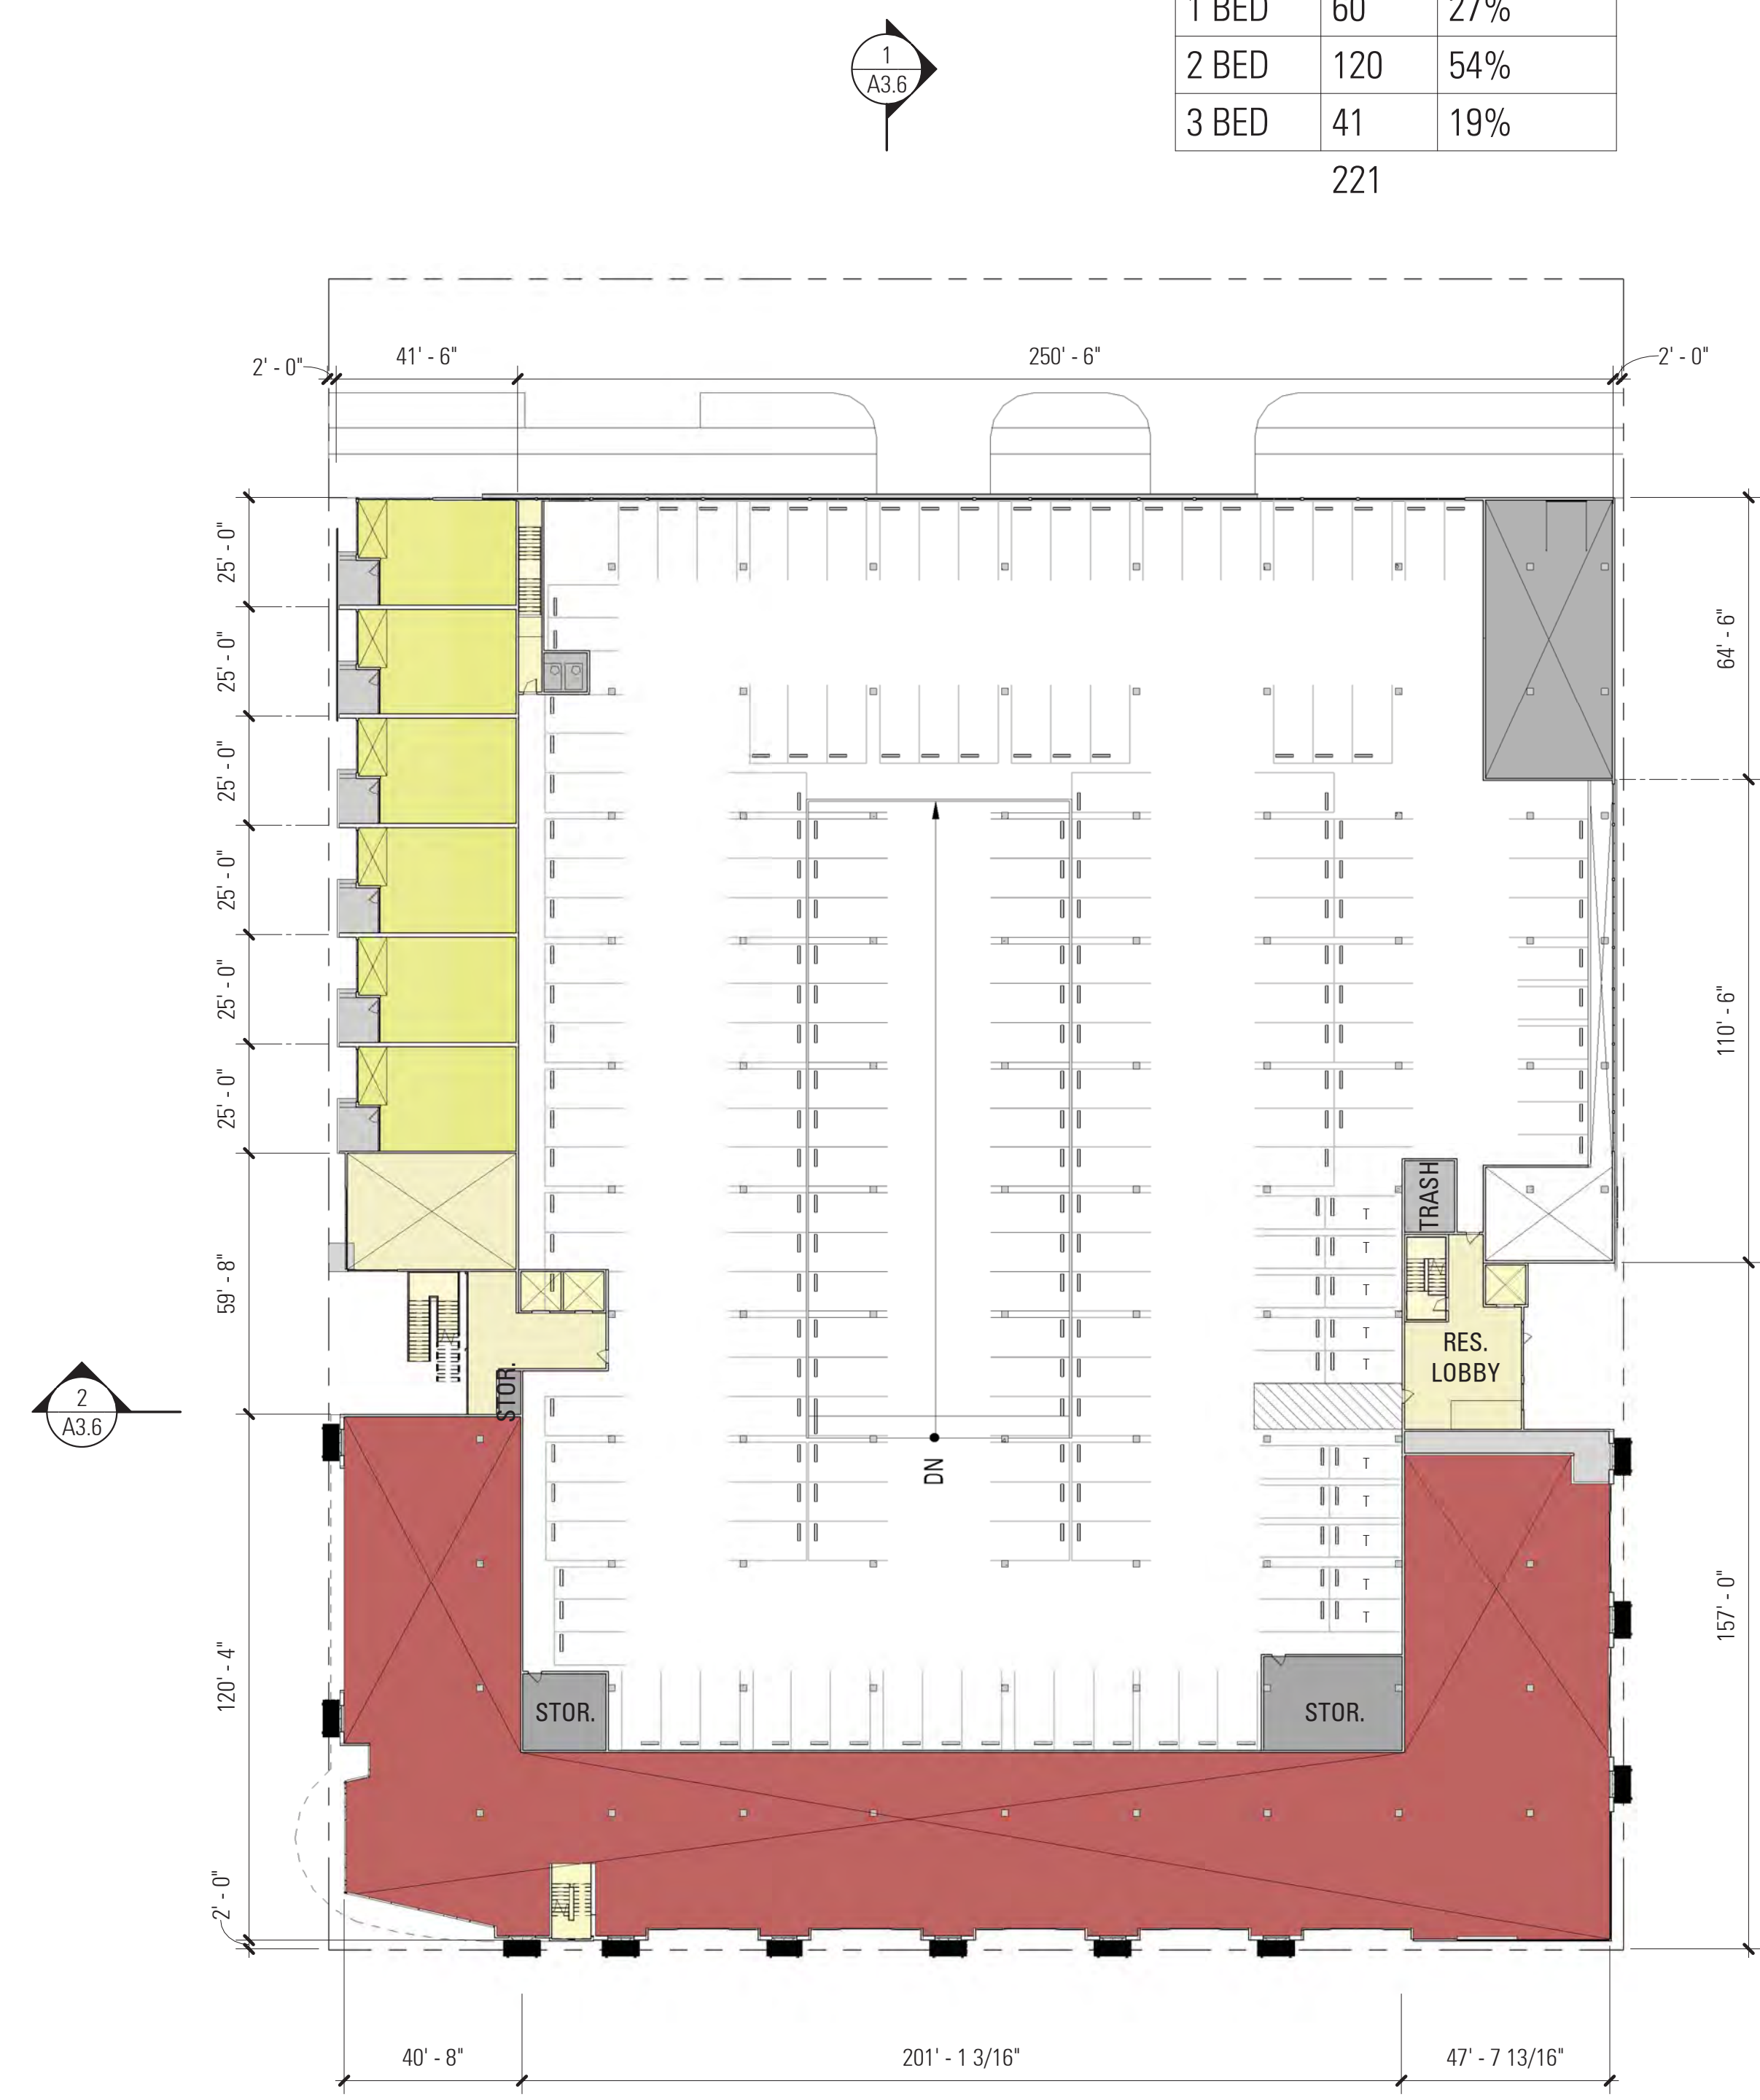 1 BED 60 27%
1
A3.6
2 BED 120 54%
3 BED 41 19%
221
2' - 0" 41' - 6" 250' - 6" 2' - 0"
25' - 0"
25' - 0"
25' - 0"
25' - 0"
25' - 0"
25' - 0"
59' - 8"
120' - 4"
2' - 0"
64' - 6"
110' - 6"
157' - 0"
TRASH
T
T
T
T
T
RES.
LOBBY
STOR.
2
A3.6
DN
T
T
T
T
T
STOR.
STOR.
40' - 8" 201' - 1 3/16" 47' - 7 13/16"